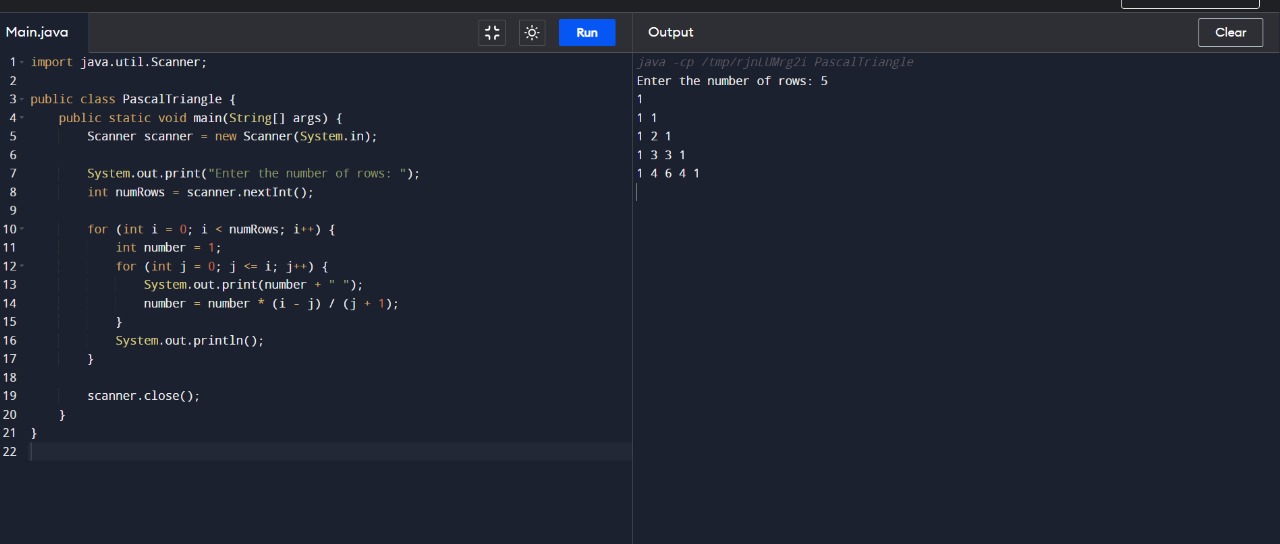 Main.java
Run
Output
Clear
1 import java.util.Scanner;
2
3 public class PascalTriangle {
4     public static void main(String[] args) {
5         Scanner scanner = new Scanner(System.in);
6
7         System.out.print("Enter the number of rows: ");
8         int numRows = scanner.nextInt();
9
10         for (int i = 0; i < numRows; i++) {
11             int number = 1;
12             for (int j = 0; j <= i; j++) {
13                 System.out.print(number + " ");
14                 number = number * (i - j) / (j + 1);
15             }
16             System.out.println();
17         }
18
19         scanner.close();
20     }
21 }
22
java -cp /tmp/rjnLUMrg2i PascalTriangle
Enter the number of rows: 5
1
1 1
1 2 1
1 3 3 1
1 4 6 4 1